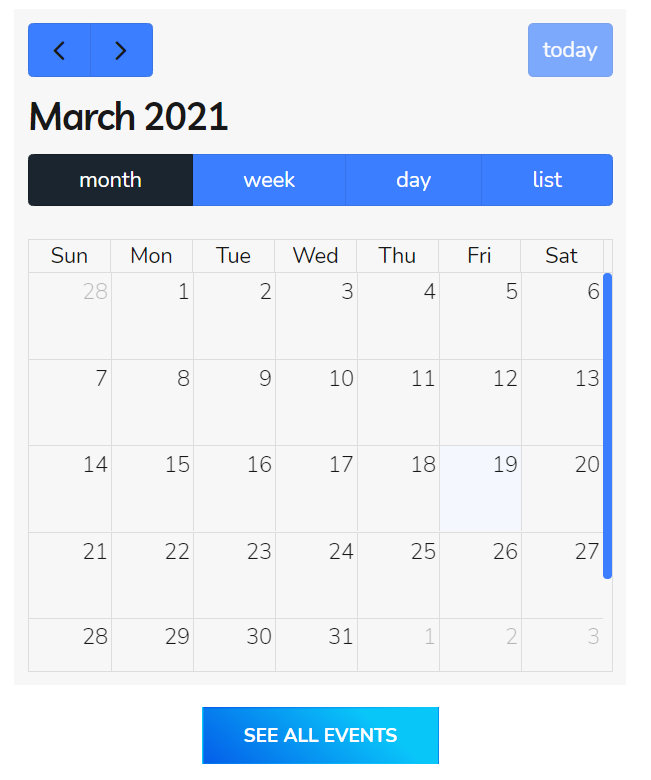 today
March 2021
month week day list
Sun Mon Tue Wed Thu Fri Sat
28 1 2 3 4 5 6
7 8 9 10 11 12 13
14 15 16 17 18 19 20
21 22 23 24 25 26 27
28 29 30 31 1 2 3
SEE ALL EVENTS